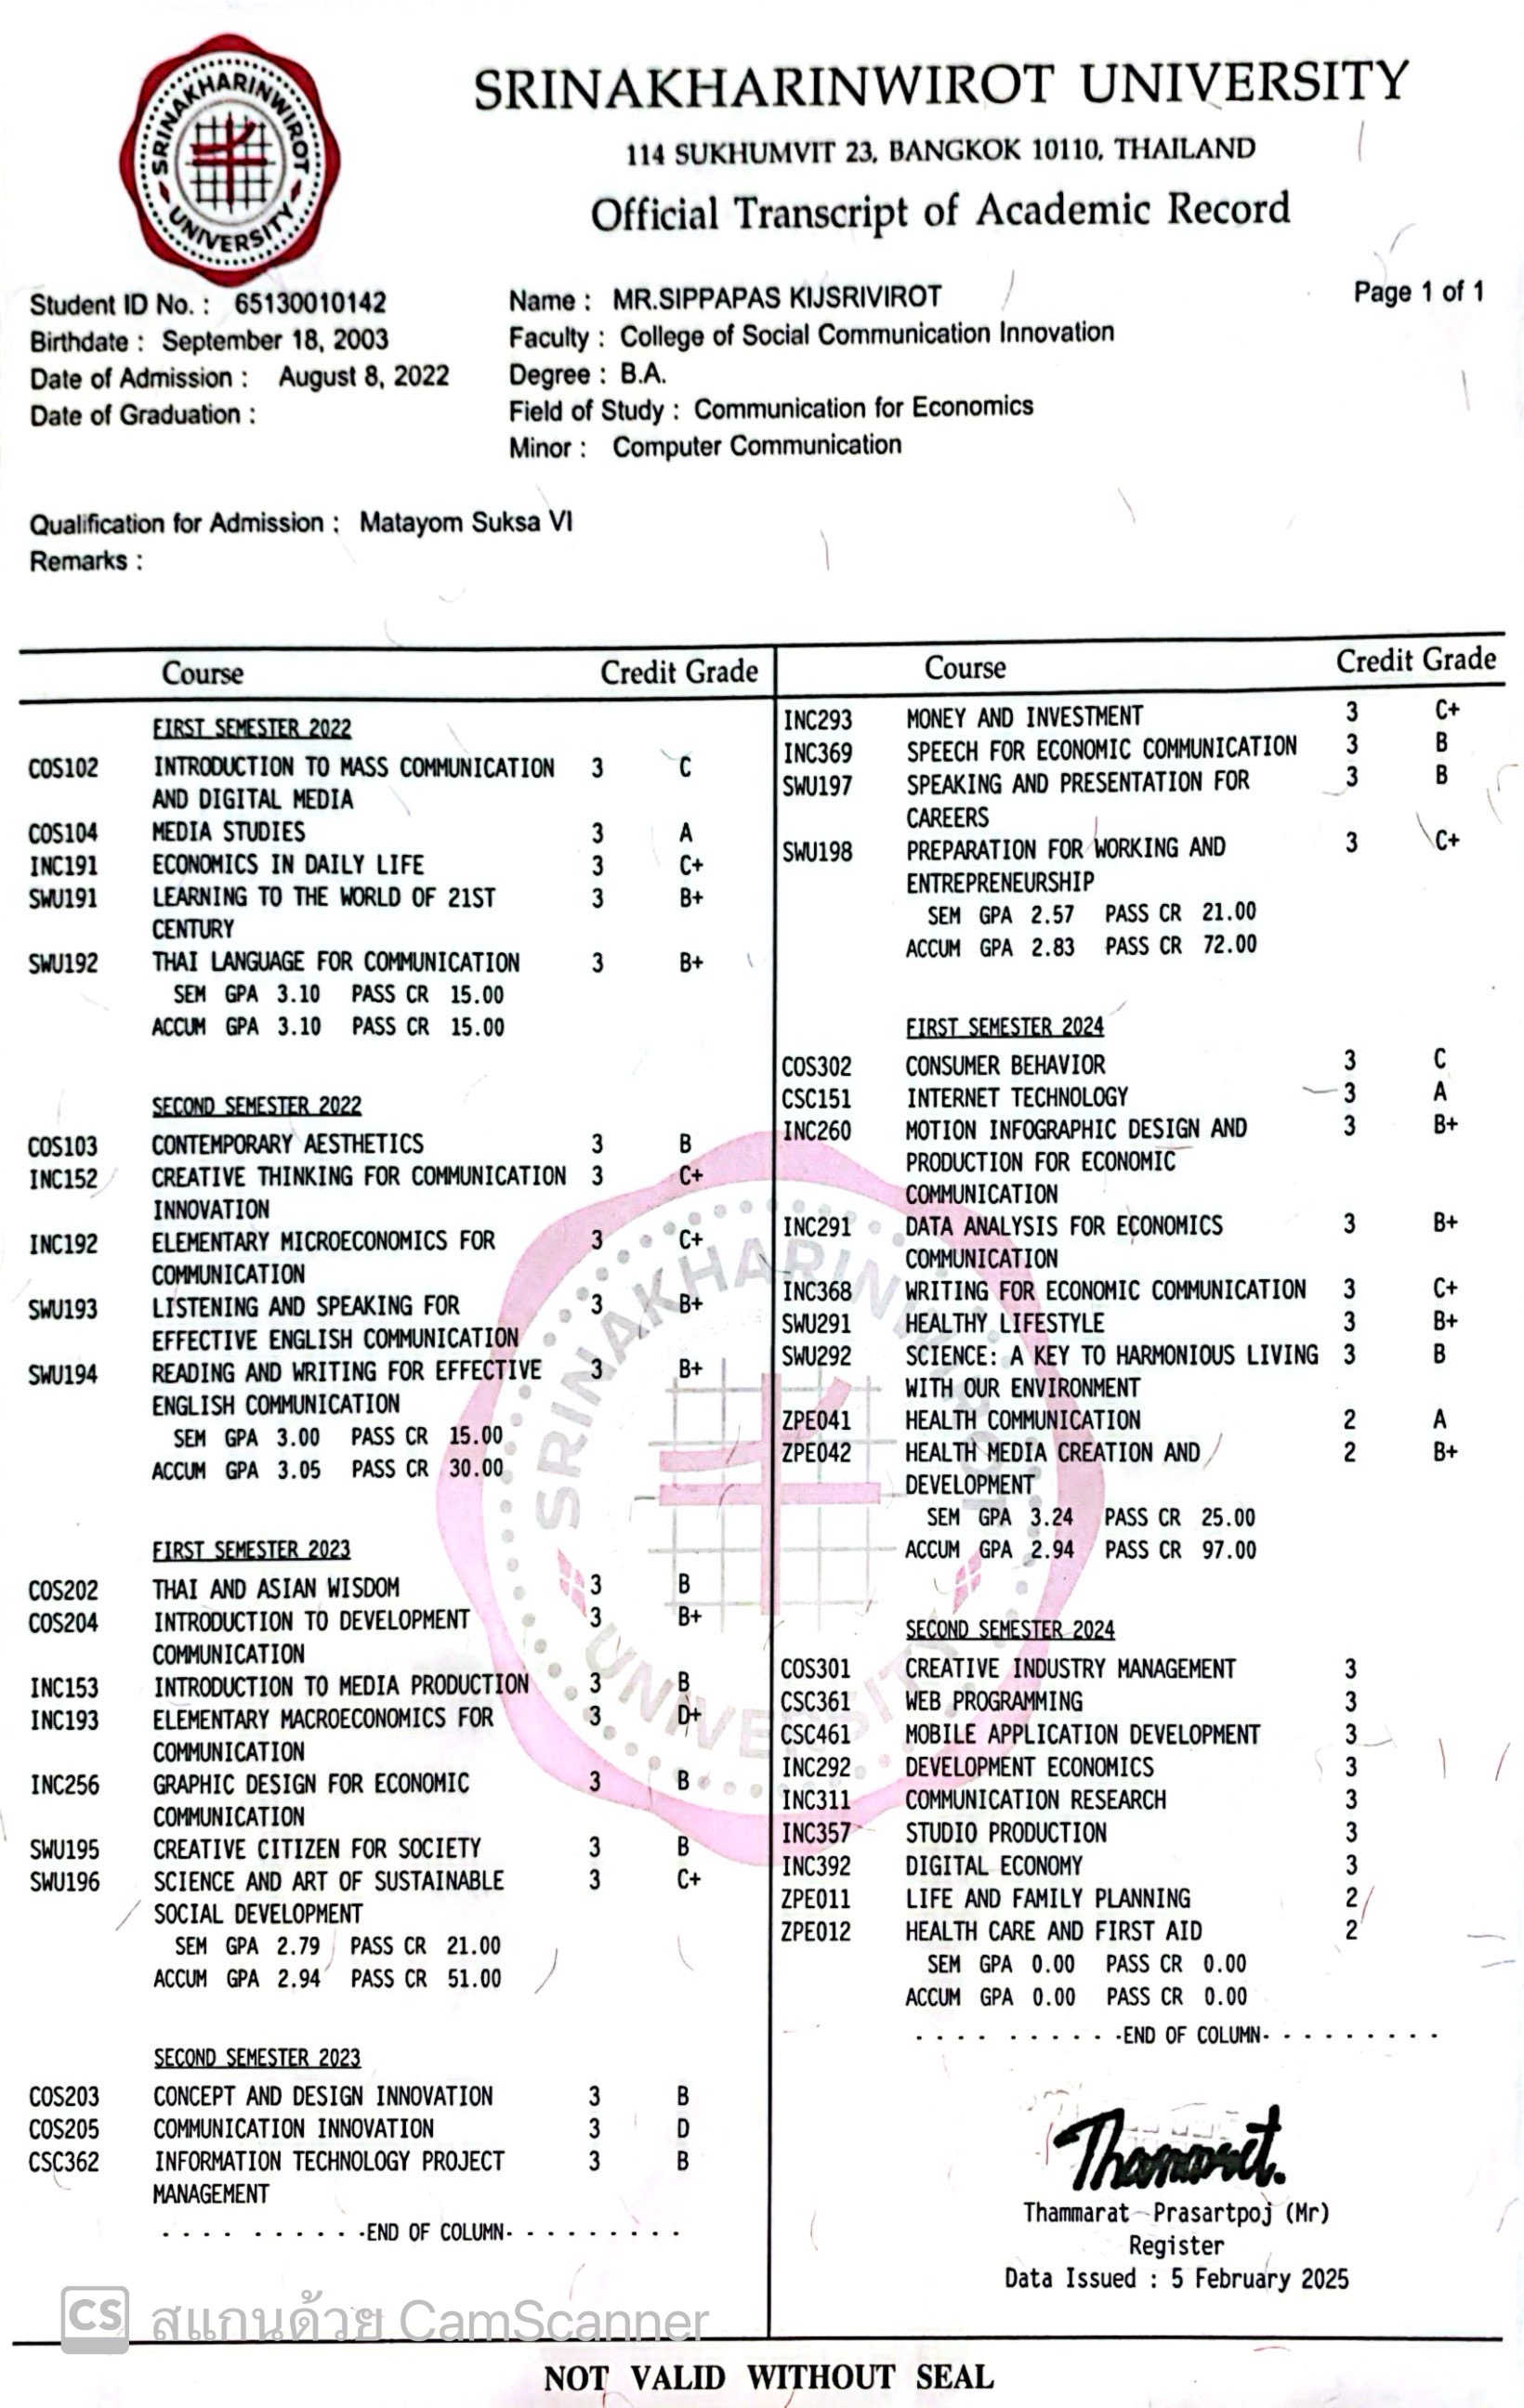 SRINAKHARINWIROT UNIVERSITY
SRINAKHARINWIROT UNIVERSITY
114 SUKHUMVIT 23, BANGKOK 10110, THAILAND
Official Transcript of Academic Record
Student ID No. : 65130010142
Birthdate : September 18, 2003
Date of Admission : August 8, 2022
Date of Graduation :
Name : MR.SIPPAPAS KIJSRIVIROT
Faculty : College of Social Communication Innovation
Degree : B.A.
Field of Study : Communication for Economics
Minor : Computer Communication
Page 1 of 1
Qualification for Admission : Matayom Suksa VI
Remarks :
Course Credit Grade
FIRST SEMESTER 2022
COS102 INTRODUCTION TO MASS COMMUNICATION 3 C
AND DIGITAL MEDIA
COS104 MEDIA STUDIES 3 A
INC191 ECONOMICS IN DAILY LIFE 3 C+
SWU191 LEARNING TO THE WORLD OF 21ST 3 B+
CENTURY
SWU192 THAI LANGUAGE FOR COMMUNICATION 3 B+
SEM GPA 3.10 PASS CR 15.00
ACCUM GPA 3.10 PASS CR 15.00
SECOND SEMESTER 2022
COS103 CONTEMPORARY AESTHETICS 3 B
INC152 CREATIVE THINKING FOR COMMUNICATION 3 C+
INNOVATION
INC192 ELEMENTARY MICROECONOMICS FOR 3 C+
COMMUNICATION
SWU193 LISTENING AND SPEAKING FOR 3 B+
EFFECTIVE ENGLISH COMMUNICATION
SWU194 READING AND WRITING FOR EFFECTIVE 3 B+
ENGLISH COMMUNICATION
SEM GPA 3.00 PASS CR 15.00
ACCUM GPA 3.05 PASS CR 30.00
FIRST SEMESTER 2023
COS202 THAI AND ASIAN WISDOM 3 B
COS204 INTRODUCTION TO DEVELOPMENT 3 B+
COMMUNICATION
INC153 INTRODUCTION TO MEDIA PRODUCTION 3 B
INC193 ELEMENTARY MACROECONOMICS FOR 3 D+
COMMUNICATION
INC256 GRAPHIC DESIGN FOR ECONOMIC 3 B
COMMUNICATION
SWU195 CREATIVE CITIZEN FOR SOCIETY 3 B
SWU196 SCIENCE AND ART OF SUSTAINABLE 3 C+
SOCIAL DEVELOPMENT
SEM GPA 2.79 PASS CR 21.00
ACCUM GPA 2.94 PASS CR 51.00
SECOND SEMESTER 2023
COS203 CONCEPT AND DESIGN INNOVATION 3 B
COS205 COMMUNICATION INNOVATION 3 D
CSC362 INFORMATION TECHNOLOGY PROJECT 3 B
MANAGEMENT
- - - - - - - - - -END OF COLUMN- - - - - - - - -
Course Credit Grade
INC293 MONEY AND INVESTMENT 3 C+
INC369 SPEECH FOR ECONOMIC COMMUNICATION 3 B
SWU197 SPEAKING AND PRESENTATION FOR 3 B
CAREERS
SWU198 PREPARATION FOR WORKING AND 3 C+
ENTREPRENEURSHIP
SEM GPA 2.57 PASS CR 21.00
ACCUM GPA 2.83 PASS CR 72.00
FIRST SEMESTER 2024
COS302 CONSUMER BEHAVIOR 3 C
CSC151 INTERNET TECHNOLOGY 3 A
INC260 MOTION INFOGRAPHIC DESIGN AND 3 B+
PRODUCTION FOR ECONOMIC
COMMUNICATION
INC291 DATA ANALYSIS FOR ECONOMICS 3 B+
COMMUNICATION
INC368 WRITING FOR ECONOMIC COMMUNICATION 3 C+
SWU291 HEALTHY LIFESTYLE 3 B+
SWU292 SCIENCE: A KEY TO HARMONIOUS LIVING 3 B
WITH OUR ENVIRONMENT
ZPE041 HEALTH COMMUNICATION 2 A
ZPE042 HEALTH MEDIA CREATION AND 2 B+
DEVELOPMENT
SEM GPA 3.24 PASS CR 25.00
ACCUM GPA 2.94 PASS CR 97.00
SECOND SEMESTER 2024
COS301 CREATIVE INDUSTRY MANAGEMENT 3
CSC361 WEB PROGRAMMING 3
CSC461 MOBILE APPLICATION DEVELOPMENT 3
INC292 DEVELOPMENT ECONOMICS 3
INC311 COMMUNICATION RESEARCH 3
INC357 STUDIO PRODUCTION 3
INC392 DIGITAL ECONOMY 3
ZPE011 LIFE AND FAMILY PLANNING 2
ZPE012 HEALTH CARE AND FIRST AID 2
SEM GPA 0.00 PASS CR 0.00
ACCUM GPA 0.00 PASS CR 0.00
- - - - - - - - - -END OF COLUMN- - - - - - - - -
SRINAKHARINWIROT UNIVERSITY
Thammarat Prasartpoj (Mr)
Register
Data Issued : 5 February 2025
CS สแกนด้วย CamScanner
NOT VALID WITHOUT SEAL